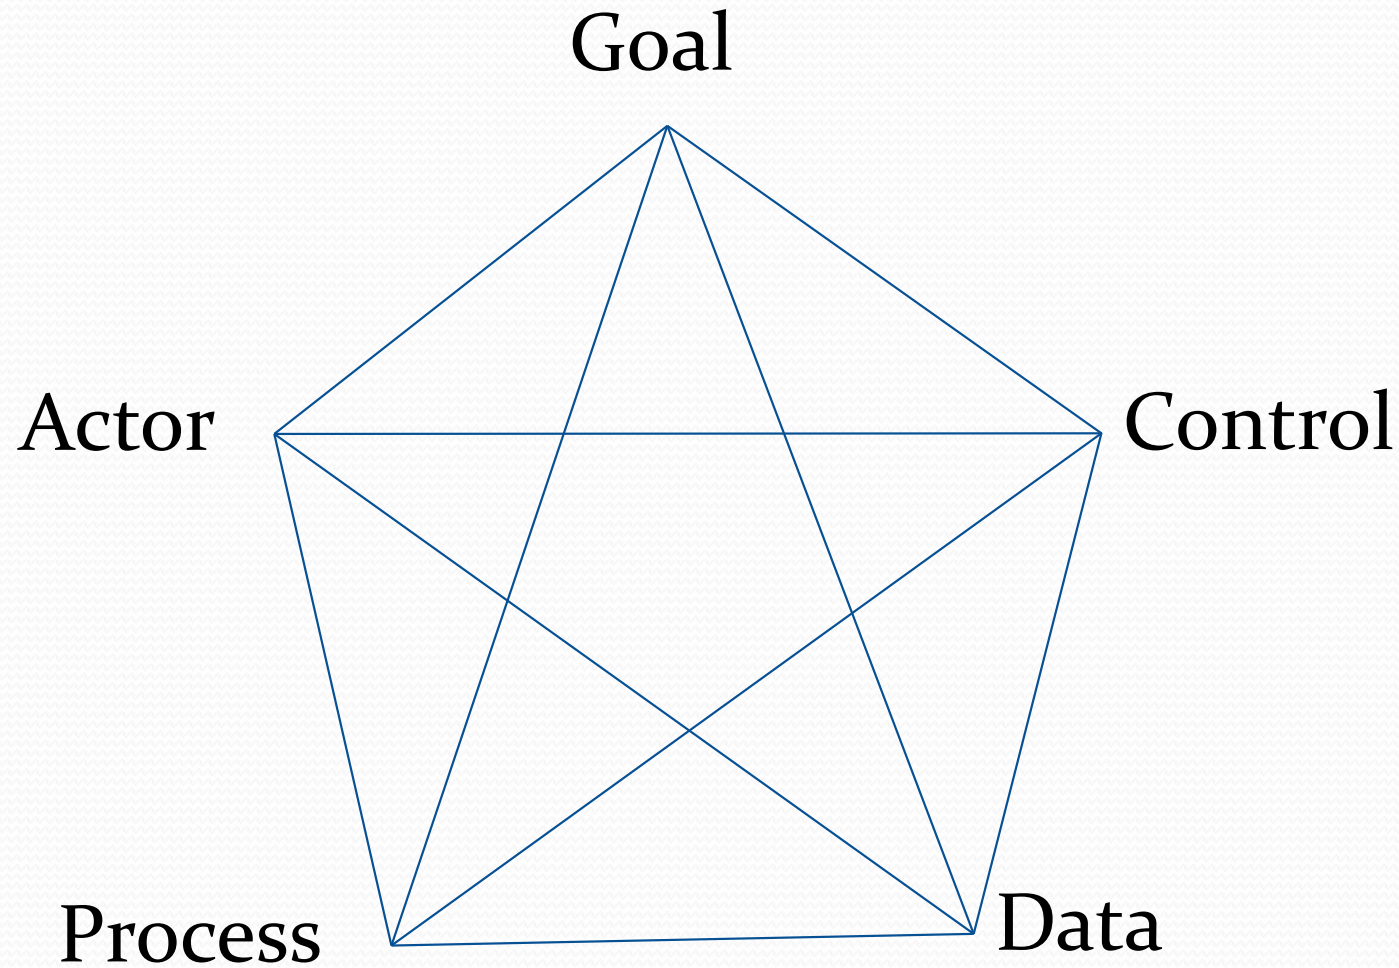 Goal
Actor
Control
Process
Data